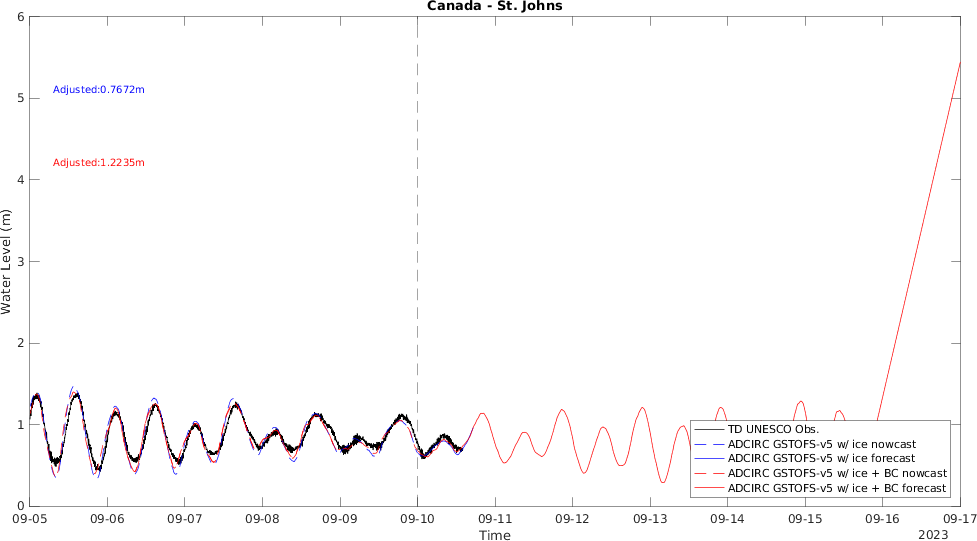 Canada - St. Johns
6
5
4
3
2
1
0
Water Level (m)
Adjusted:0.7672m
Adjusted:1.2235m
TD UNESCO Obs.
ADCIRC GSTOFS-v5 w/ ice nowcast
ADCIRC GSTOFS-v5 w/ ice forecast
ADCIRC GSTOFS-v5 w/ ice + BC nowcast
ADCIRC GSTOFS-v5 w/ ice + BC forecast
09-05 09-06 09-07 09-08 09-09 09-10 09-11 09-12 09-13 09-14 09-15 09-16 09-17
Time
2023